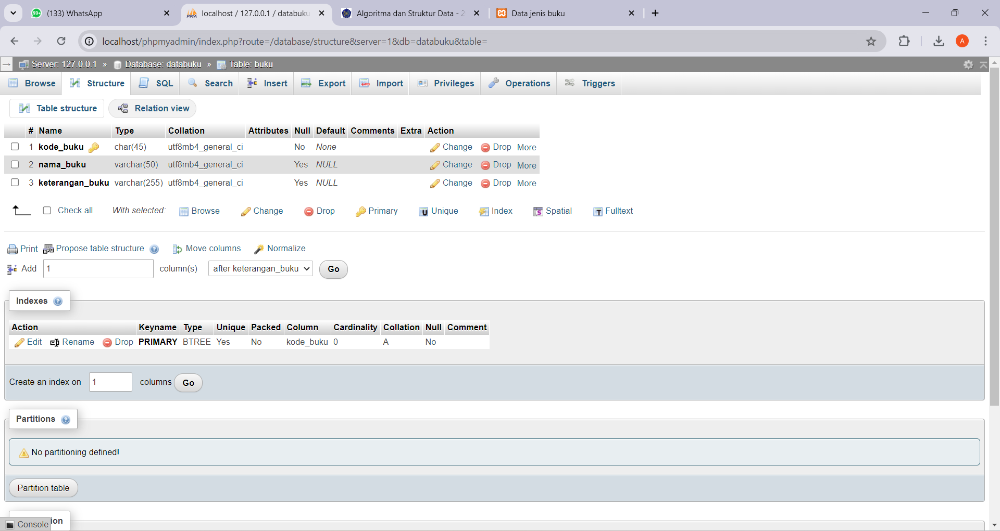 99+ (133) WhatsApp
PMA localhost / 127.0.0.1 / databuku
Algoritma dan Struktur Data - 2
Data jenis buku
localhost/phpmyadmin/index.php?route=/database/structure&server=1&db=databuku&table=
A
Server: 127.0.0.1 » Database: databuku » Table: buku
Browse Structure SQL Search Insert Export Import Privileges Operations Triggers
Table structure Relation view
# Name Type Collation Attributes Null Default Comments Extra Action
1 kode_buku char(45) utf8mb4_general_ci No None Change Drop More
2 nama_buku varchar(50) utf8mb4_general_ci Yes NULL Change Drop More
3 keterangan_buku varchar(255) utf8mb4_general_ci Yes NULL Change Drop More
Check all With selected: Browse Change Drop Primary Unique Index Spatial Fulltext
Print Propose table structure Move columns Normalize
Add 1 column(s) after keterangan_buku Go
Indexes
Action Keyname Type Unique Packed Column Cardinality Collation Null Comment
Edit Rename Drop PRIMARY BTREE Yes No kode_buku 0 A No
Create an index on 1 columns Go
Partitions
No partitioning defined!
Partition table
Console ion